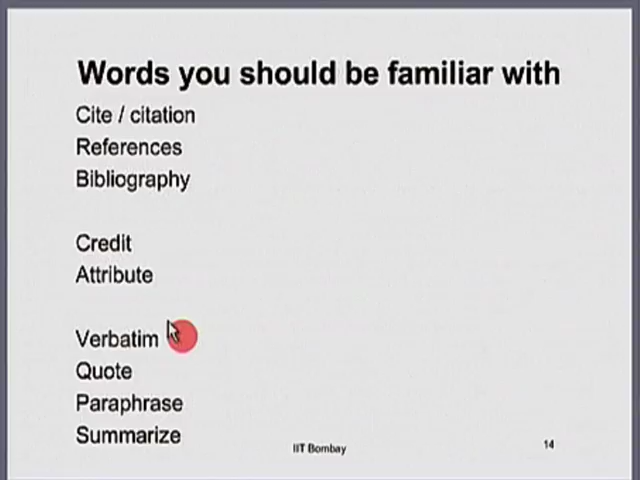 Words you should be familiar with
Cite / citation
References
Bibliography
Credit
Attribute
Verbatim
Quote
Paraphrase
Summarize
IIT Bombay
14